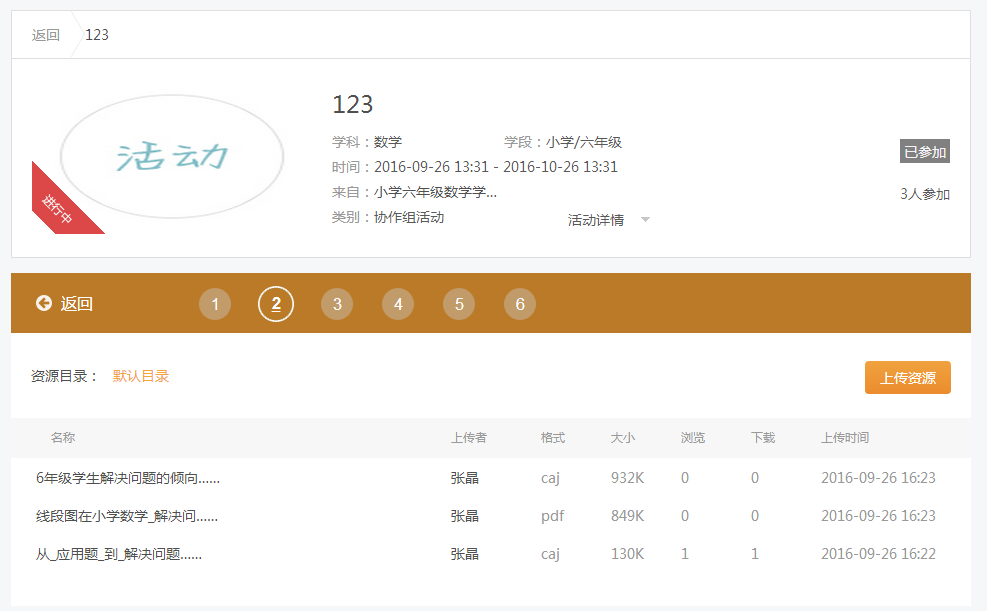 返回 123
活动
进行中
123
学科：数学 学段：小学/六年级
时间：2016-09-26 13:31 - 2016-10-26 13:31
来自：小学六年级数学学...
类别：协作组活动 活动详情
已参加
3人参加
返回 1 2 3 4 5 6
资源目录： 默认目录 上传资源
名称 上传者 格式 大小 浏览 下载 上传时间
6年级学生解决问题的倾向...... 张晶 caj 932K 0 0 2016-09-26 16:23
线段图在小学数学_解决问...... 张晶 pdf 849K 0 0 2016-09-26 16:23
从_应用题_到_解决问题...... 张晶 caj 130K 1 1 2016-09-26 16:22